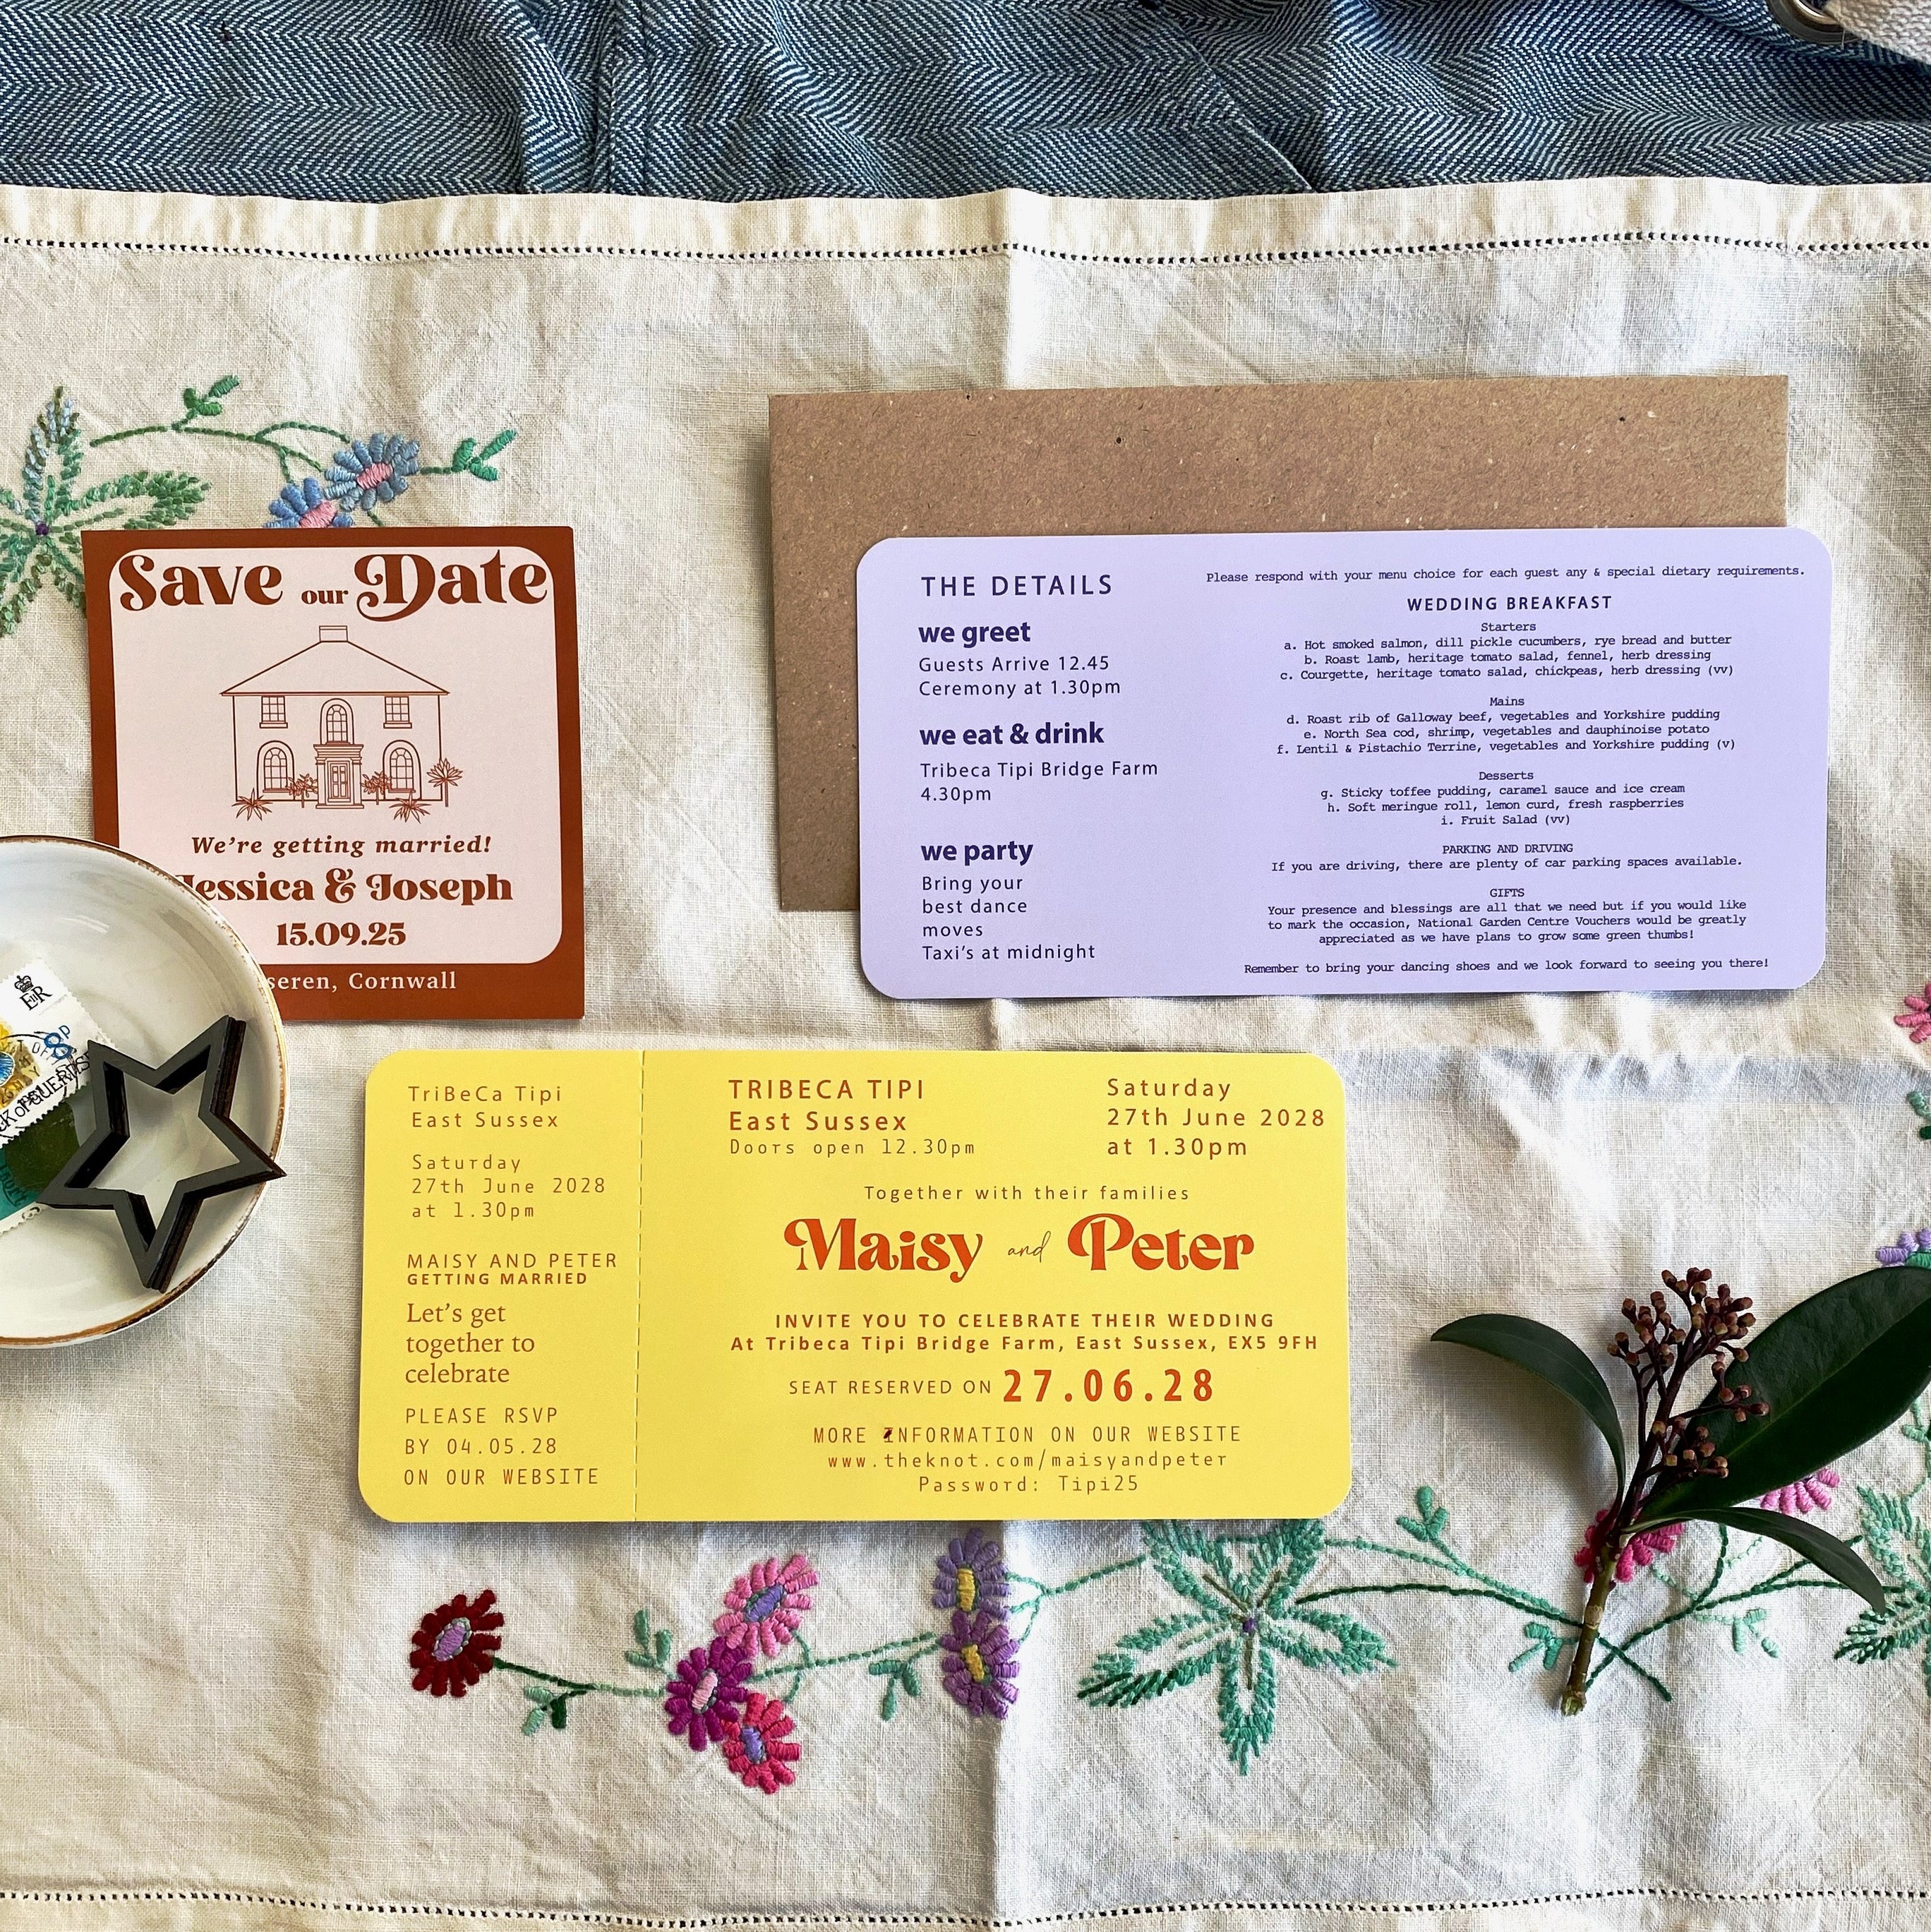 Save our Date
We're getting married!
Jessica & Joseph
15.09.25
Cornwall
THE DETAILS
we greet
Guests Arrive 12.45
Ceremony at 1.30pm
we eat & drink
Tribeca Tipi Bridge Farm
4.30pm
we party
Bring your
best dance
moves
Taxi's at midnight
Please respond with your menu choice for each guest any & special dietary requirements.
WEDDING BREAKFAST
Starters
a. Hot smoked salmon, dill pickle cucumbers, rye bread and butter
b. Roast lamb, heritage tomato salad, fennel, herb dressing
c. Courgette, heritage tomato salad, chickpeas, herb dressing (vv)
Mains
d. Roast rib of Galloway beef, vegetables and Yorkshire pudding
e. North Sea cod, shrimp, vegetables and dauphinoise potato
f. Lentil & Pistachio Terrine, vegetables and Yorkshire pudding (v)
Desserts
g. Sticky toffee pudding, caramel sauce and ice cream
h. Soft meringue roll, lemon curd, fresh raspberries
i. Fruit Salad (vv)
PARKING AND DRIVING
If you are driving, there are plenty of car parking spaces available.
GIFTS
Your presence and blessings are all that we need but if you would like
to mark the occasion, National Garden Centre Vouchers would be greatly
appreciated as we have plans to grow some green thumbs!
Remember to bring your dancing shoes and we look forward to seeing you there!
EIIR
8P
TriBeCa Tipi
East Sussex
Saturday
27th June 2028
at 1.30pm
MAISY AND PETER
GETTING MARRIED
Let's get
together to
celebrate
PLEASE RSVP
BY 04.05.28
ON OUR WEBSITE
TRIBECA TIPI
East Sussex
Doors open 12.30pm
Saturday
27th June 2028
at 1.30pm
Together with their families
Maisy and Peter
INVITE YOU TO CELEBRATE THEIR WEDDING
At Tribeca Tipi Bridge Farm, East Sussex, EX5 9FH
SEAT RESERVED ON 27.06.28
MORE INFORMATION ON OUR WEBSITE
www.theknot.com/maisyandpeter
Password: Tipi25